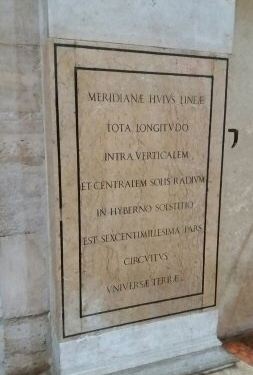 MERIDIANÆ HVIVS LINEÆ
TOTA LONGITVDO
INTRA VERTICALEM
ET CENTRALEM SOLIS RADIVM
IN HYBERNO SOLSTITIO
EST SEXCENTIMILLESIMA PARS
CIRCVITVS
VNIVERSÆ TERRÆ